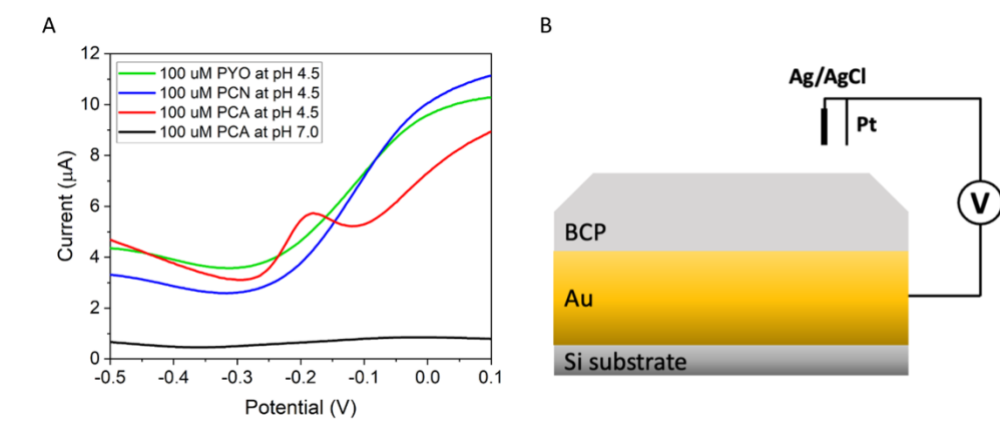 A
12
10
8
6
4
2
0
Current (µA)
100 uM PYO at pH 4.5
100 uM PCN at pH 4.5
100 uM PCA at pH 4.5
100 uM PCA at pH 7.0
-0.5 -0.4 -0.3 -0.2 -0.1 0.0 0.1
Potential (V)
B
Ag/AgCl
Pt
V
BCP
Au
Si substrate